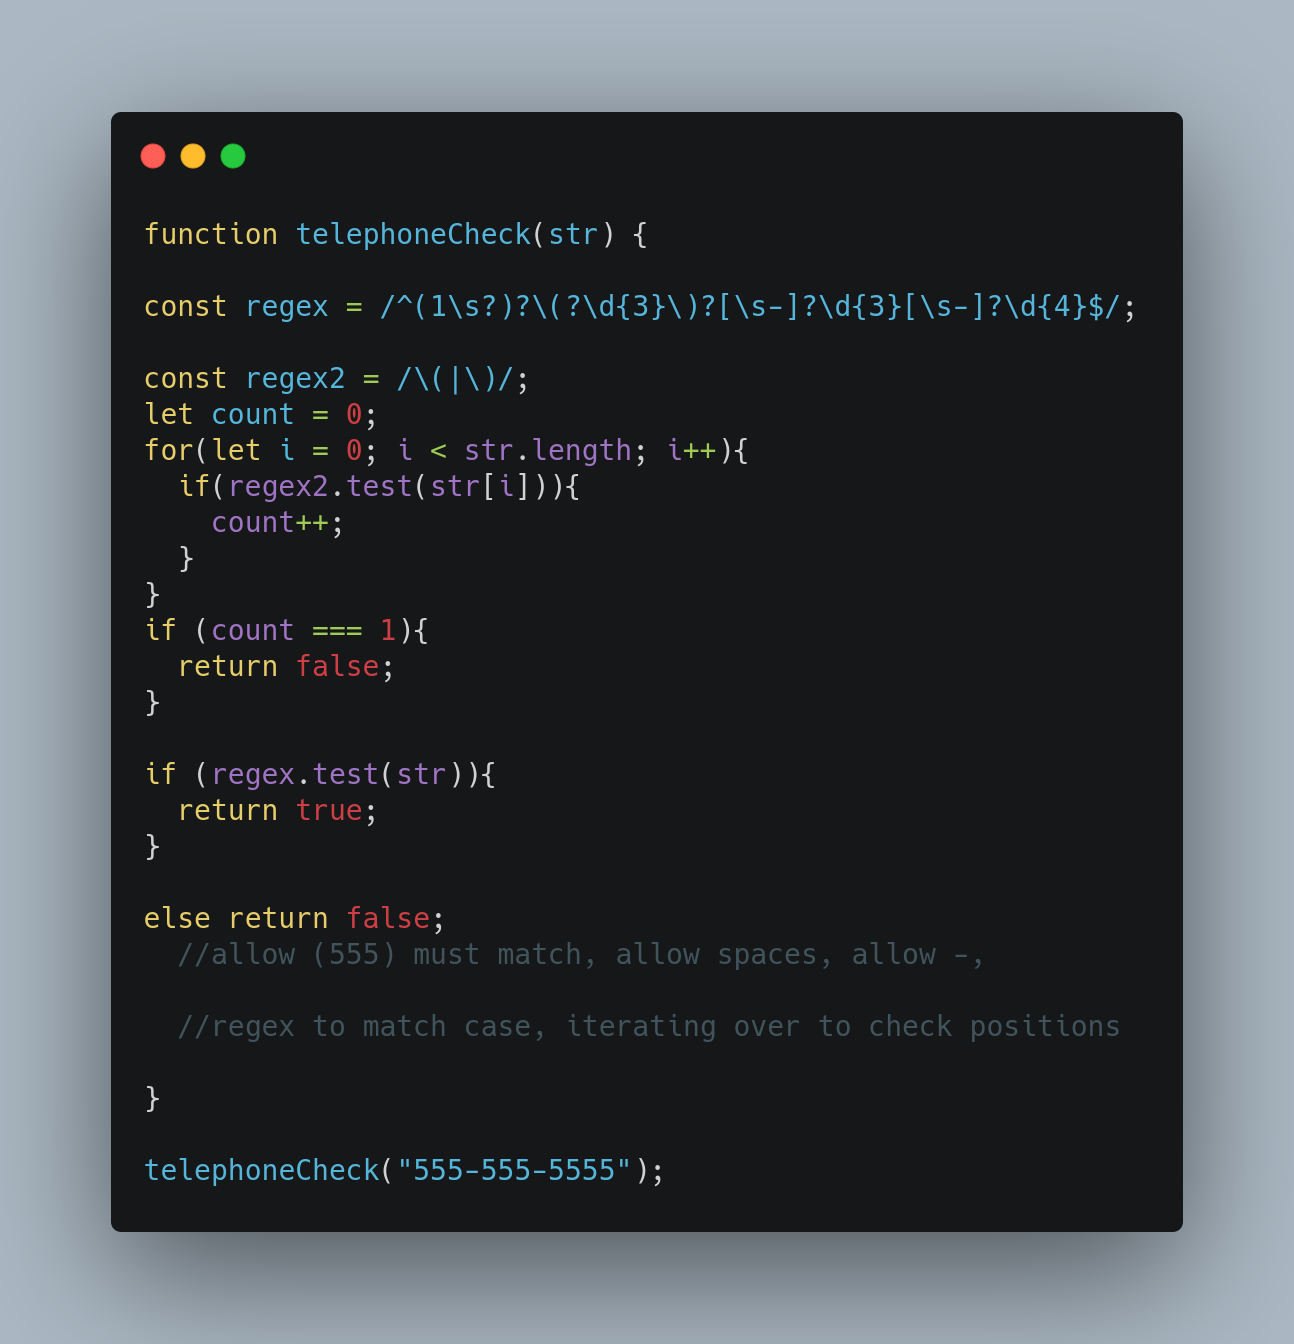 function telephoneCheck(str) {
const regex = /^(1\s?)?\(?\d{3}\)?[\s-]?\d{3}[\s-]?\d{4}$/;
const regex2 = /\(|\)/;
let count = 0;
for(let i = 0; i < str.length; i++){
  if(regex2.test(str[i])){
    count++;
  }
}
if (count === 1){
  return false;
}
if (regex.test(str)){
  return true;
}
else return false;
  //allow (555) must match, allow spaces, allow -,
  //regex to match case, iterating over to check positions
}
telephoneCheck("555-555-5555");